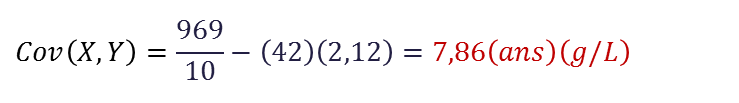 Cov(X,Y) = 969/10 − (42)(2,12) = 7,86(ans)(g/L)